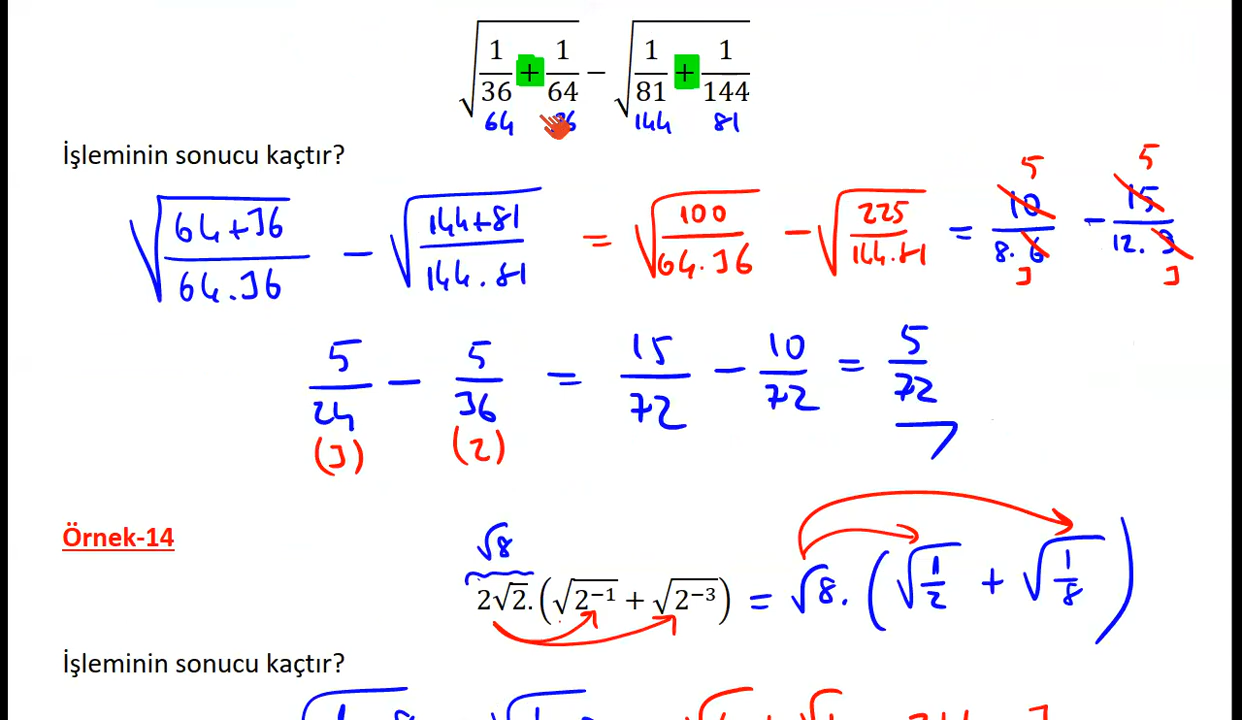 √(1/36 + 1/64) − √(1/81 + 1/144)
64 36 144 81
İşleminin sonucu kaçtır?
√((64+36)/(64.36)) − √((144+81)/(144.81)) = √(100/(64.36)) − √(225/(144.81)) = 10/(8.6) − 15/(12.9)
5 5
3 3
5/24 − 5/36 = 15/72 − 10/72 = 5/72
(3) (2)
Örnek-14
√8
2√2.(√2⁻¹ + √2⁻³) = √8.(√(1/2) + √(1/8))
İşleminin sonucu kaçtır?